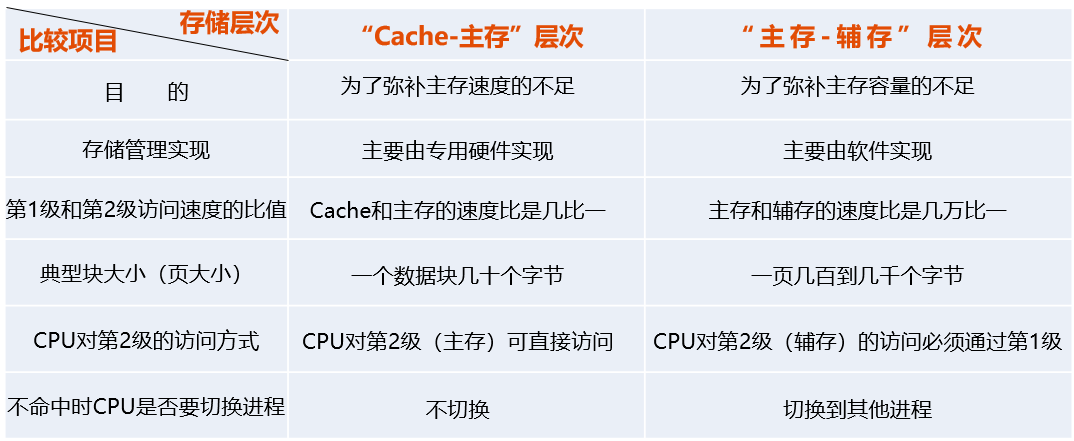 存储层次
比较项目
“Cache-主存”层次
“主存-辅存”层次
目 的
为了弥补主存速度的不足
为了弥补主存容量的不足
存储管理实现
主要由专用硬件实现
主要由软件实现
第1级和第2级访问速度的比值
Cache和主存的速度比是几比一
主存和辅存的速度比是几万比一
典型块大小（页大小）
一个数据块几十个字节
一页几百到几千个字节
CPU对第2级的访问方式
CPU对第2级（主存）可直接访问
CPU对第2级（辅存）的访问必须通过第1级
不命中时CPU是否要切换进程
不切换
切换到其他进程